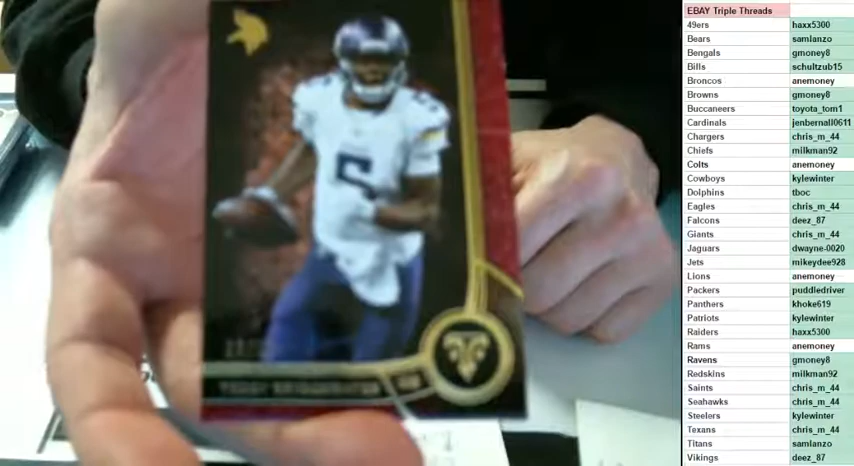 EBAY Triple Threads
49ers haxx5300
Bears samlanzo
Bengals gmoney8
Bills schultzub15
Broncos anemoney
Browns gmoney8
Buccaneers toyota_tom1
Cardinals jenbernall0611
Chargers chris_m_44
Chiefs milkman92
Colts anemoney
Cowboys kylewinter
Dolphins tboc
Eagles chris_m_44
Falcons deez_87
Giants chris_m_44
Jaguars dwayne-0020
Jets mikeydee928
Lions anemoney
Packers puddledriver
Panthers khoke619
Patriots kylewinter
Raiders haxx5300
Rams anemoney
Ravens gmoney8
Redskins milkman92
Saints chris_m_44
Seahawks chris_m_44
Steelers kylewinter
Texans chris_m_44
Titans samlanzo
Vikings deez_87
5